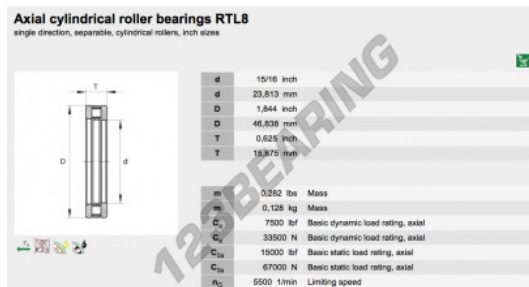 Axial cylindrical roller bearings RTL8
single direction, separable, cylindrical rollers, inch sizes
T
D
d
d 15/16 inch
d 23,813 mm
D 1,844 inch
D 46,838 mm
T 0,625 inch
T 15,875 mm
m 0,282 lbs Mass
m 0,128 kg Mass
Ca 7500 lbf Basic dynamic load rating, axial
Ca 33500 N Basic dynamic load rating, axial
C0a 15000 lbf Basic static load rating, axial
C0a 67000 N Basic static load rating, axial
nG 5500 1/min Limiting speed
123BEARING